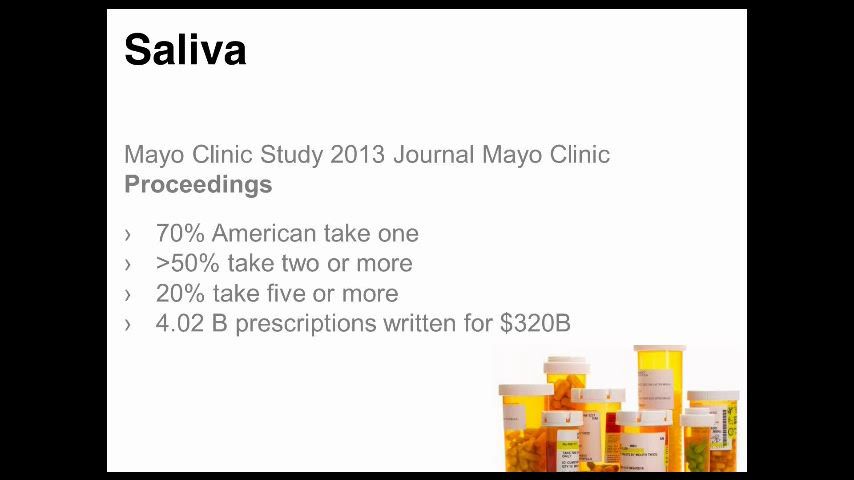 Saliva
Mayo Clinic Study 2013 Journal Mayo Clinic
Proceedings
› 70% American take one
› >50% take two or more
› 20% take five or more
› 4.02 B prescriptions written for $320B